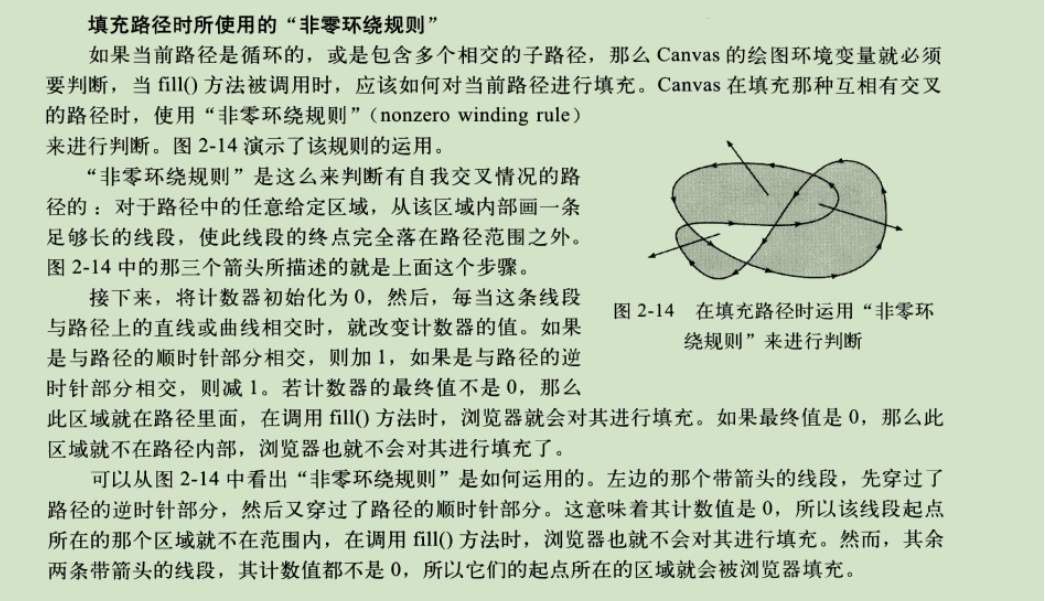 填充路径时所使用的“非零环绕规则”
如果当前路径是循环的，或是包含多个相交的子路径，那么 Canvas 的绘图环境变量就必须
要判断，当 fill() 方法被调用时，应该如何对当前路径进行填充。Canvas 在填充那种互相有交叉
的路径时，使用“非零环绕规则”（nonzero winding rule）
来进行判断。图 2-14 演示了该规则的运用。
“非零环绕规则”是这么来判断有自我交叉情况的路
径的：对于路径中的任意给定区域，从该区域内部画一条
足够长的线段，使此线段的终点完全落在路径范围之外。
图 2-14 中的那三个箭头所描述的就是上面这个步骤。
接下来，将计数器初始化为 0，然后，每当这条线段
与路径上的直线或曲线相交时，就改变计数器的值。如果
是与路径的顺时针部分相交，则加 1，如果是与路径的逆
时针部分相交，则减 1。若计数器的最终值不是 0，那么
此区域就在路径里面，在调用 fill() 方法时，浏览器就会对其进行填充。如果最终值是 0，那么此
区域就不在路径内部，浏览器也就不会对其进行填充了。
可以从图 2-14 中看出“非零环绕规则”是如何运用的。左边的那个带箭头的线段，先穿过了
路径的逆时针部分，然后又穿过了路径的顺时针部分。这意味着其计数值是 0，所以该线段起点
所在的那个区域就不在范围内，在调用 fill() 方法时，浏览器也就不会对其进行填充。然而，其余
两条带箭头的线段，其计数值都不是 0，所以它们的起点所在的区域就会被浏览器填充。
图 2-14 在填充路径时运用“非零环
绕规则”来进行判断